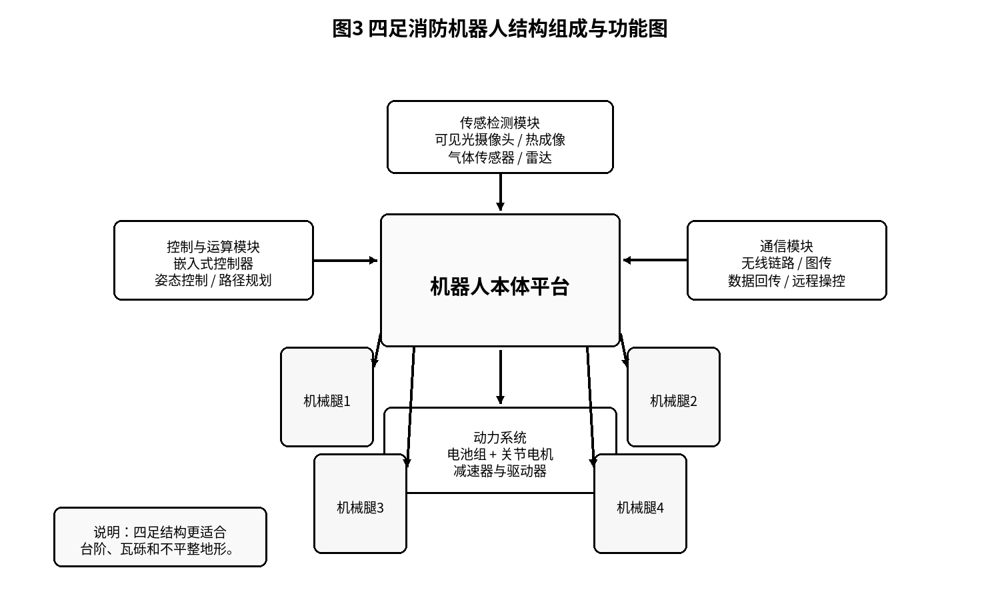 图3 四足消防机器人结构组成与功能图
传感检测模块
可见光摄像头 / 热成像
气体传感器 / 雷达
控制与运算模块
嵌入式控制器
姿态控制 / 路径规划
机器人本体平台
通信模块
无线链路 / 图传
数据回传 / 远程操控
机械腿1
机械腿2
动力系统
电池组 + 关节电机
减速器与驱动器
机械腿3
机械腿4
说明：四足结构更适合
台阶、瓦砾和不平整地形。